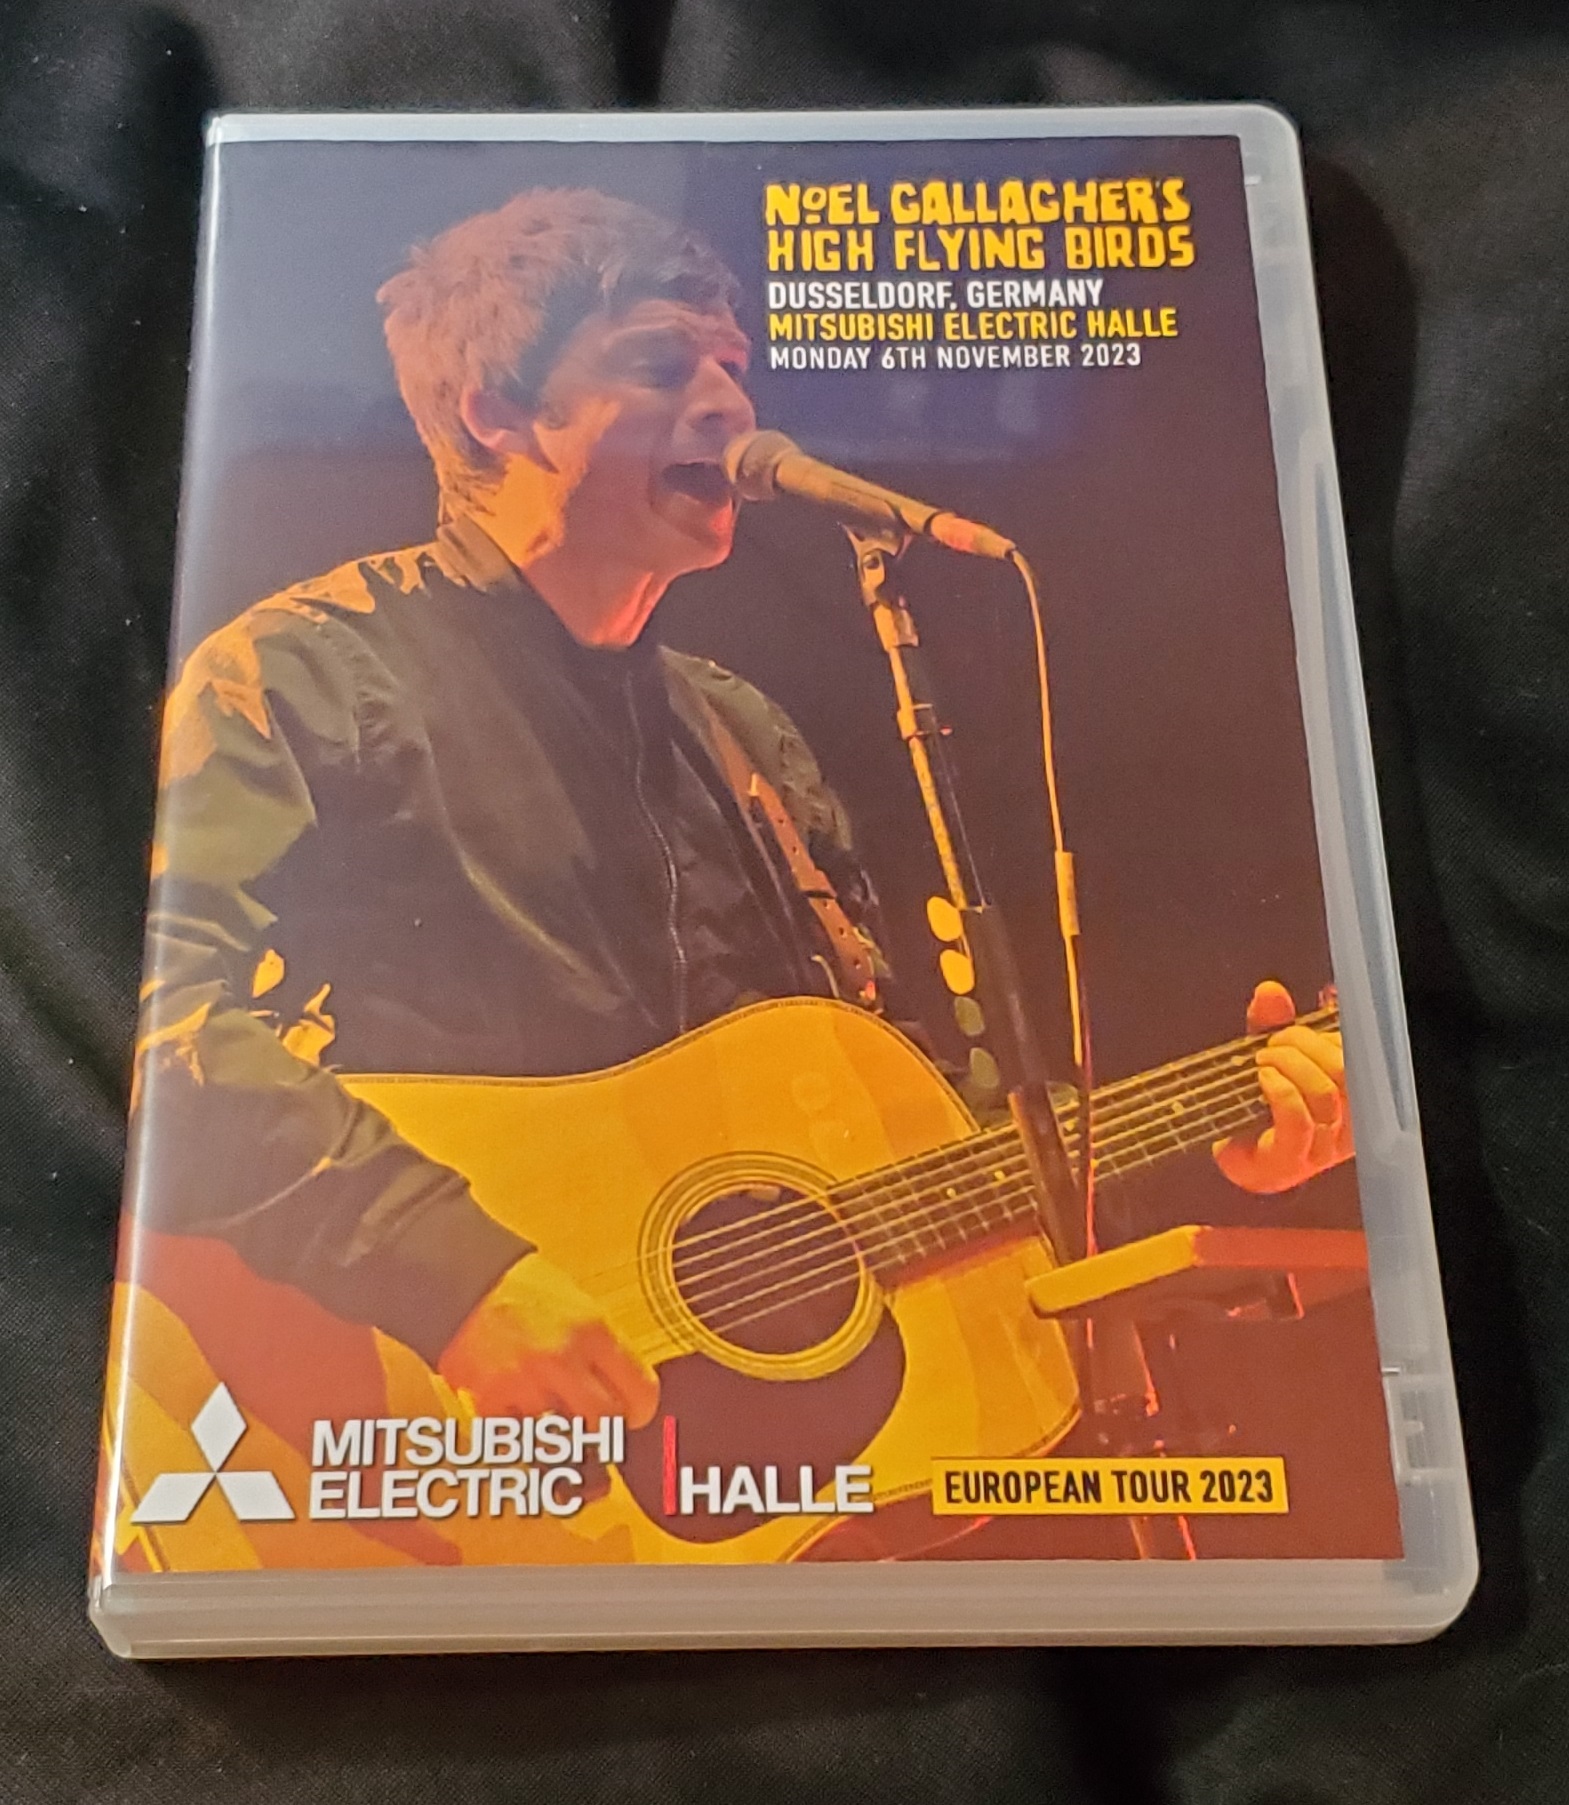 NOEL GALLAGHER'S
HIGH FLYING BIRDS
DUSSELDORF, GERMANY
MITSUBISHI ELECTRIC HALLE
MONDAY 6TH NOVEMBER 2023
MITSUBISHI
ELECTRIC
HALLE
EUROPEAN TOUR 2023